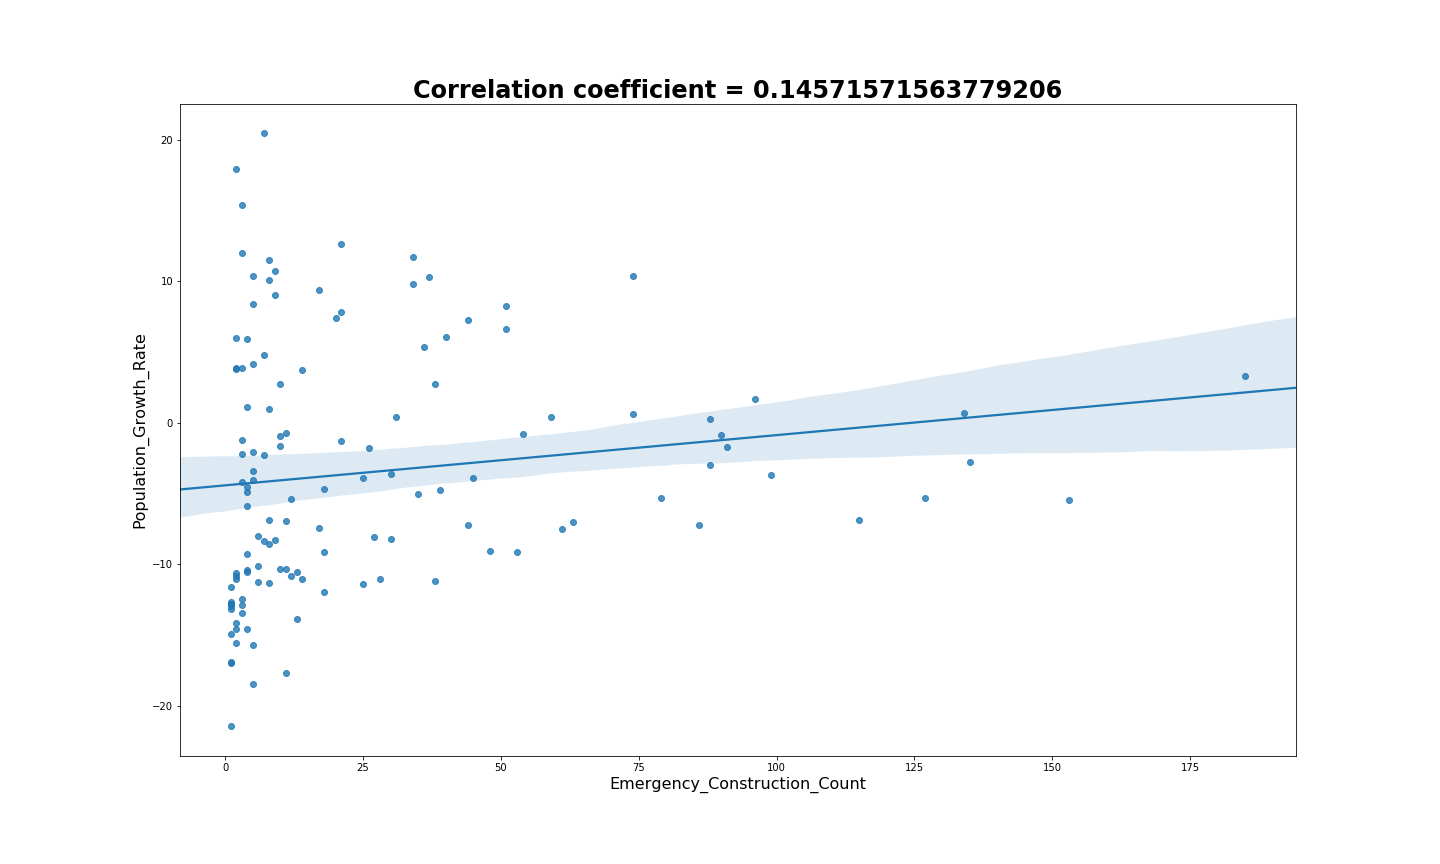 Correlation coefficient = 0.14571571563779206
20
10
0
−10
−20
Population_Growth_Rate
0 25 50 75 100 125 150 175
Emergency_Construction_Count